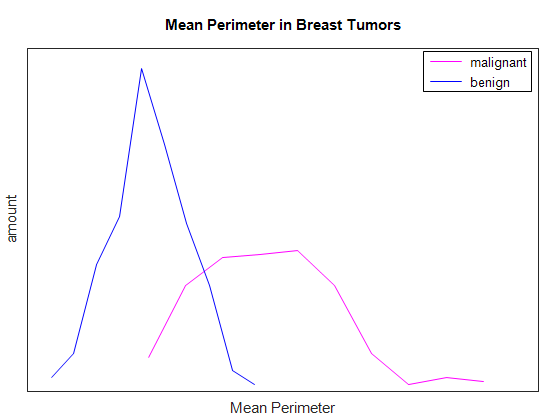 Mean Perimeter in Breast Tumors
malignant
benign
amount
Mean Perimeter